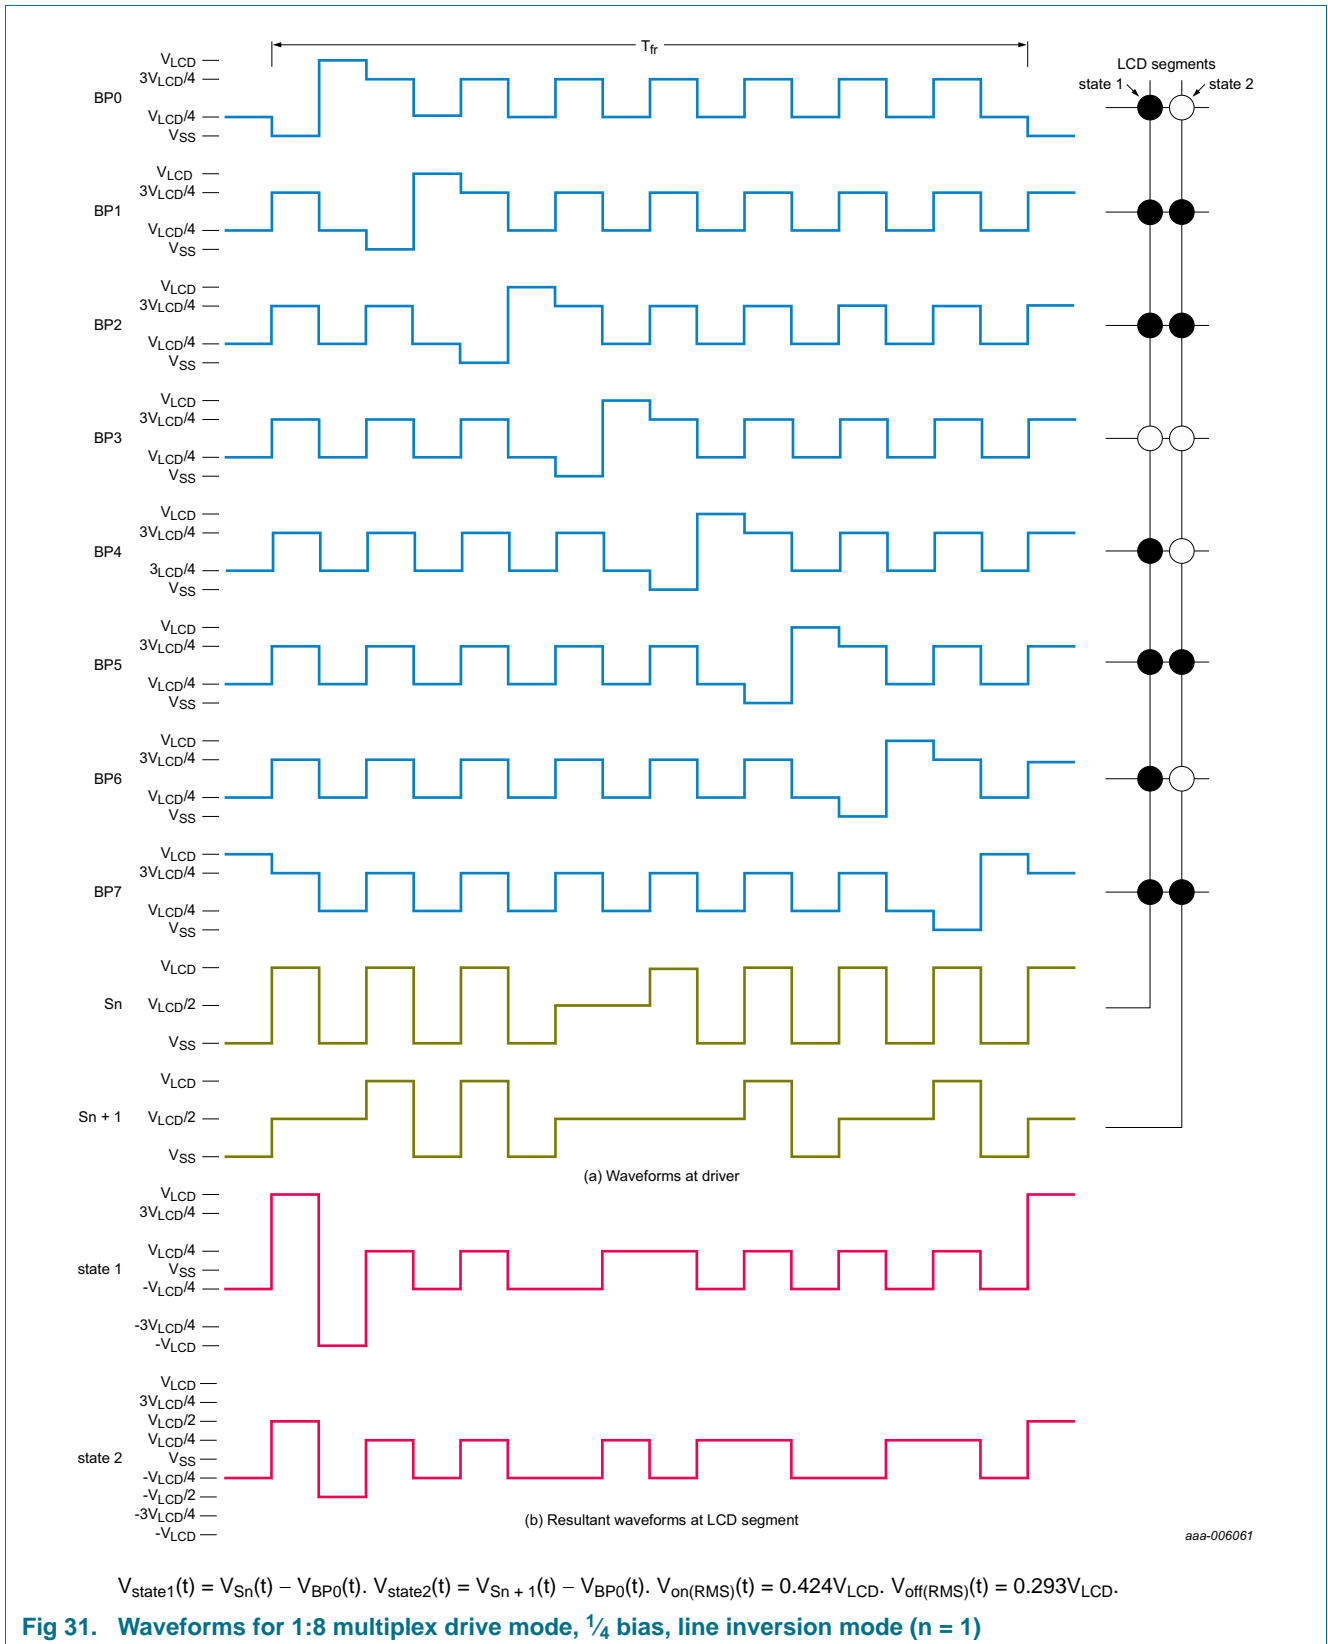 Tfr
LCD segments
state 1
state 2
BP0
VLCD
3VLCD/4
VLCD/4
VSS
BP1
VLCD
3VLCD/4
VLCD/4
VSS
BP2
VLCD
3VLCD/4
VLCD/4
VSS
BP3
VLCD
3VLCD/4
VLCD/4
VSS
BP4
VLCD
3VLCD/4
3LCD/4
VSS
BP5
VLCD
3VLCD/4
VLCD/4
VSS
BP6
VLCD
3VLCD/4
VLCD/4
VSS
BP7
VLCD
3VLCD/4
VLCD/4
VSS
Sn
VLCD
VLCD/2
VSS
Sn + 1
VLCD
VLCD/2
VSS
(a) Waveforms at driver
state 1
VLCD
3VLCD/4
VLCD/4
VSS
-VLCD/4
-3VLCD/4
-VLCD
state 2
VLCD
3VLCD/4
VLCD/2
VLCD/4
VSS
-VLCD/4
-VLCD/2
-3VLCD/4
-VLCD
(b) Resultant waveforms at LCD segment
aaa-006061
Vstate1(t) = VSn(t) − VBP0(t). Vstate2(t) = VSn + 1(t) − VBP0(t). Von(RMS)(t) = 0.424VLCD. Voff(RMS)(t) = 0.293VLCD.
Fig 31. Waveforms for 1:8 multiplex drive mode, 1⁄4 bias, line inversion mode (n = 1)